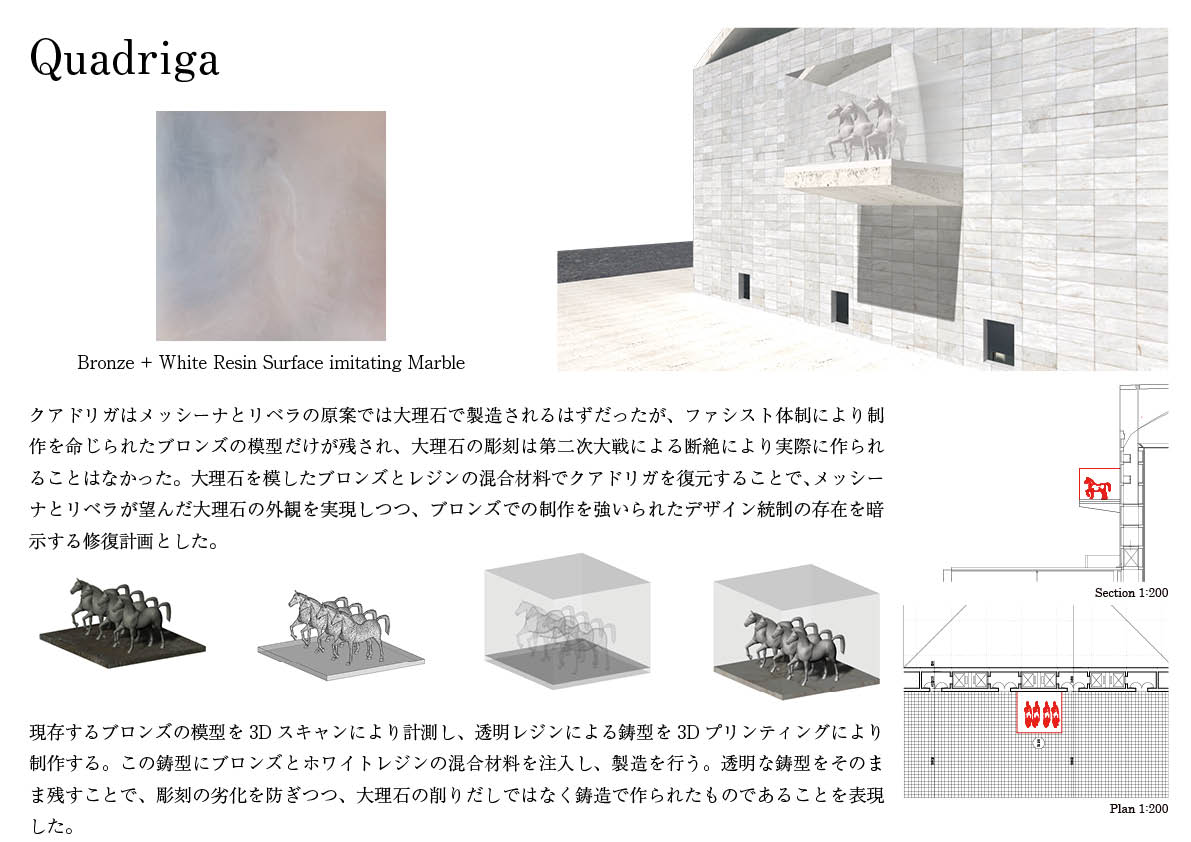 Quadriga
Bronze + White Resin Surface imitating Marble
クアドリガはメッシーナとリベラの原案では大理石で製造されるはずだったが、ファシスト体制により制
作を命じられたブロンズの模型だけが残され、大理石の彫刻は第二次大戦による断絶により実際に作られ
ることはなかった。大理石を模したブロンズとレジンの混合材料でクアドリガを復元することで、メッシー
ナとリベラが望んだ大理石の外観を実現しつつ、ブロンズでの制作を強いられたデザイン統制の存在を暗
示する修復計画とした。
Section 1:200
現存するブロンズの模型を 3D スキャンにより計測し、透明レジンによる鋳型を 3D プリンティングにより
制作する。この鋳型にブロンズとホワイトレジンの混合材料を注入し、製造を行う。透明な鋳型をそのま
ま残すことで、彫刻の劣化を防ぎつつ、大理石の削りだしではなく鋳造で作られたものであることを表現
した。
Plan 1:200